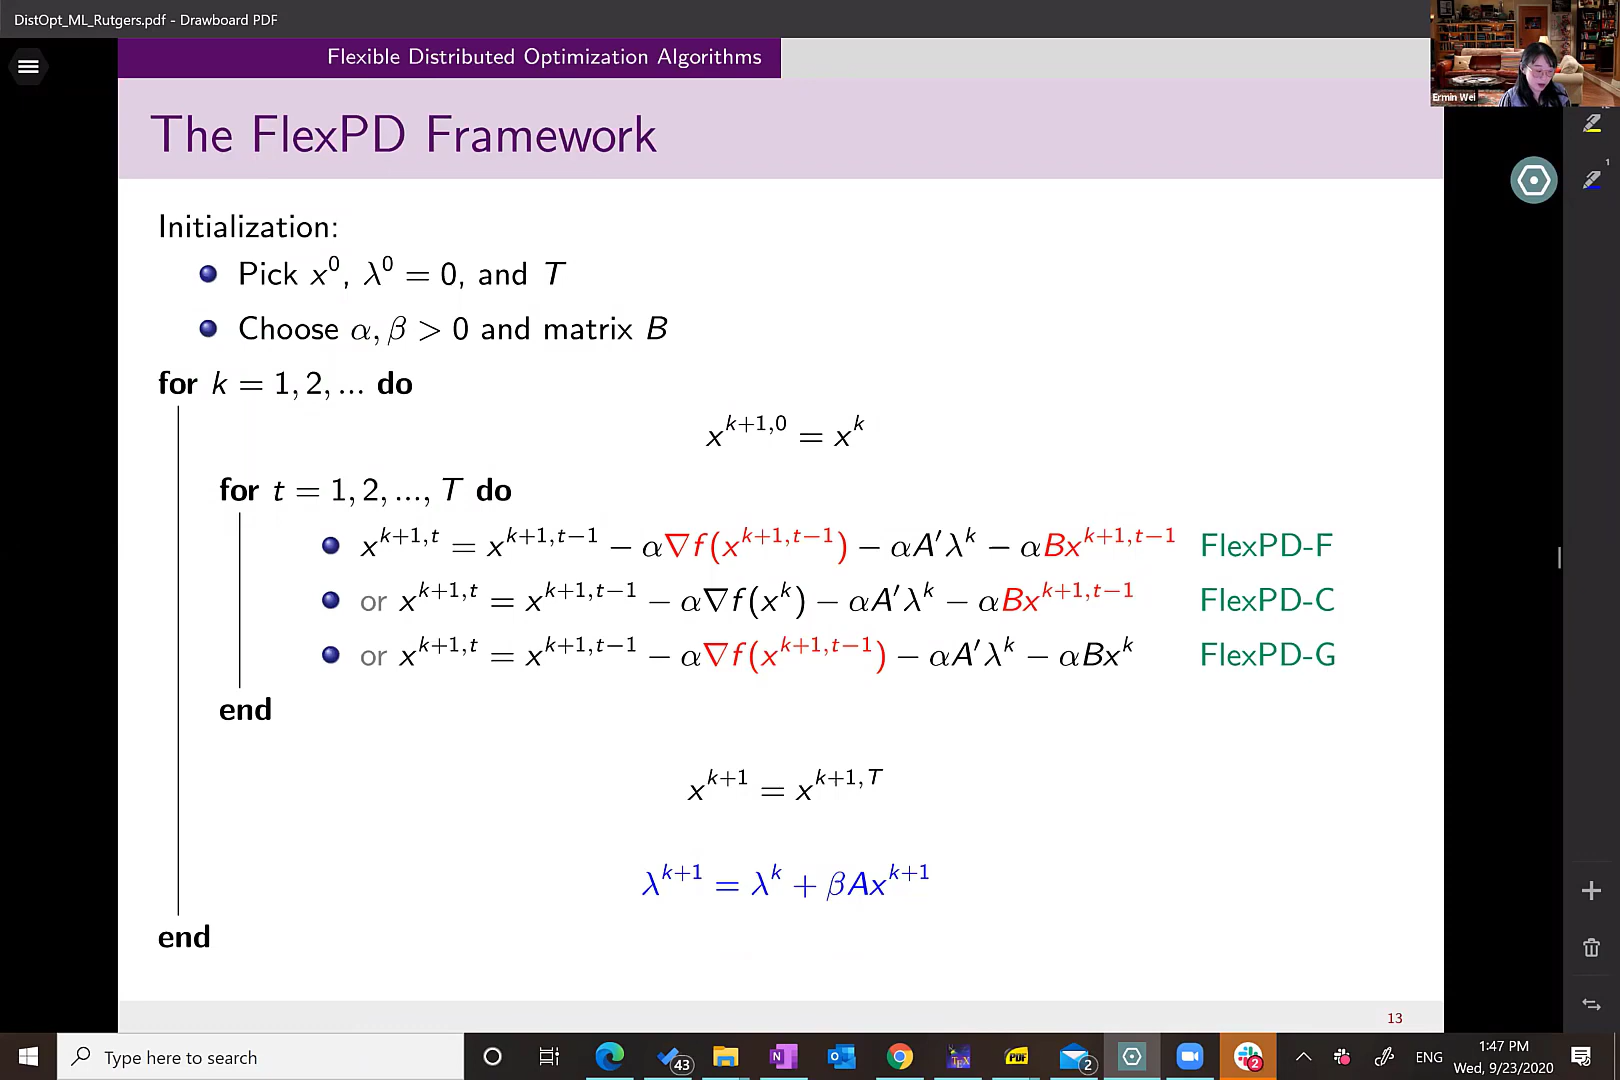 DistOpt_ML_Rutgers.pdf - Drawboard PDF
Ermin Wei
Flexible Distributed Optimization Algorithms
The FlexPD Framework
Initialization:
Pick x^0, λ^0 = 0, and T
Choose α, β > 0 and matrix B
for k = 1, 2, ... do
x^{k+1,0} = x^k
for t = 1, 2, ..., T do
x^{k+1,t} = x^{k+1,t−1} − α∇f(x^{k+1,t−1}) − αA′λ^k − αBx^{k+1,t−1} FlexPD-F
or x^{k+1,t} = x^{k+1,t−1} − α∇f(x^k) − αA′λ^k − αBx^{k+1,t−1} FlexPD-C
or x^{k+1,t} = x^{k+1,t−1} − α∇f(x^{k+1,t−1}) − αA′λ^k − αBx^k FlexPD-G
end
x^{k+1} = x^{k+1,T}
λ^{k+1} = λ^k + βAx^{k+1}
end
13
1
Type here to search
43
PDF
2
2
ENG
1:47 PM
Wed, 9/23/2020